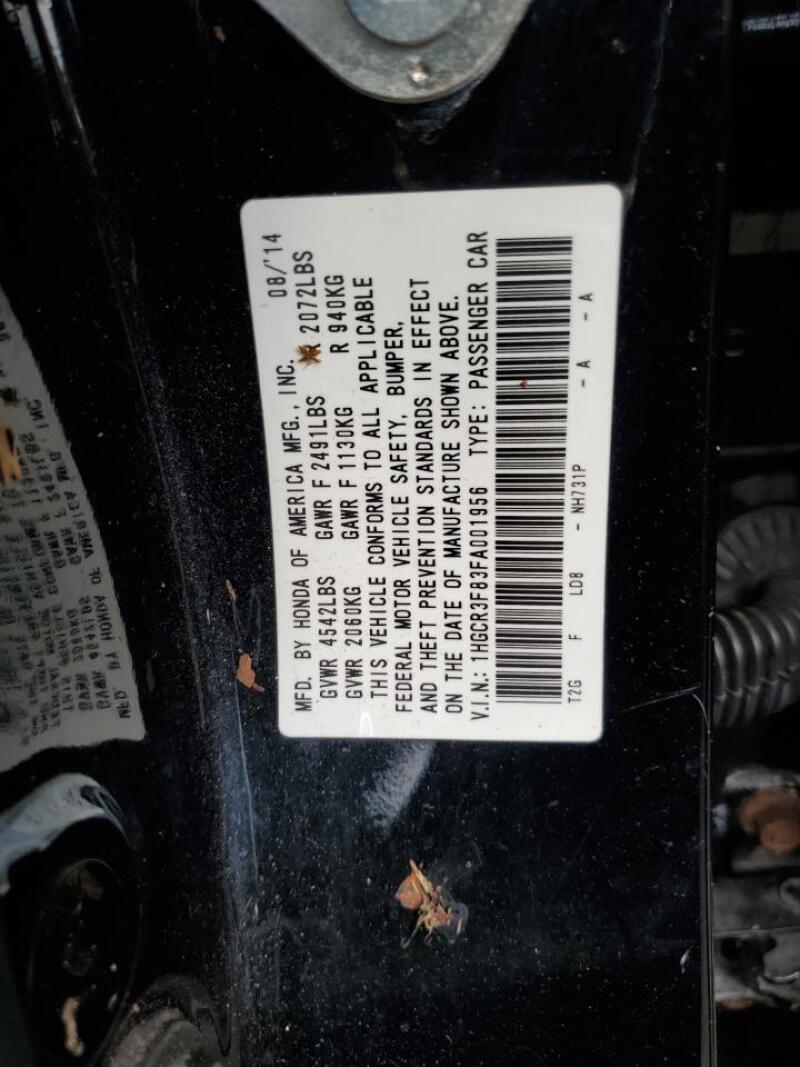 MFD. BY HONDA OF AMERICA MFG., INC. 08/'14
GVWR 4542LBS GAWR F 2491LBS R 2072LBS
GVWR 2060KG GAWR F 1130KG R 940KG
THIS VEHICLE CONFORMS TO ALL APPLICABLE
FEDERAL MOTOR VEHICLE SAFETY, BUMPER,
AND THEFT PREVENTION STANDARDS IN EFFECT
ON THE DATE OF MANUFACTURE SHOWN ABOVE.
V.I.N.: 1HGCR3F83FA001956 TYPE: PASSENGER CAR
T2G F LD8 - NH731P - A - A